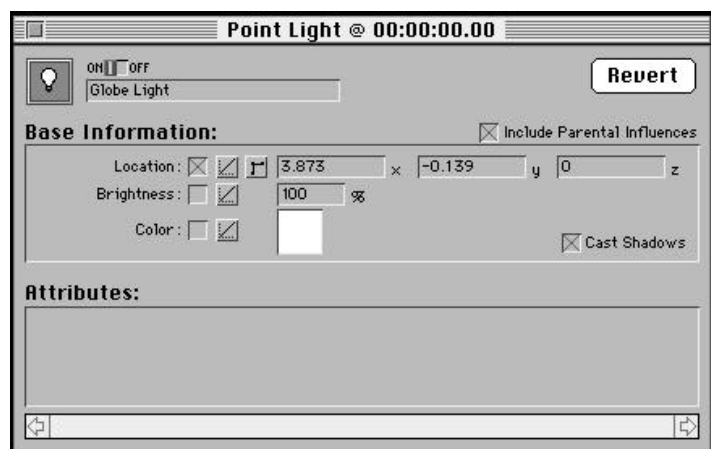 Point Light @ 00:00:00.00
ON OFF
Globe Light
Revert
Base Information:
Include Parental Influences
Location: 3.873 x -0.139 y 0 z
Brightness: 100 %
Color:
Cast Shadows
Attributes: